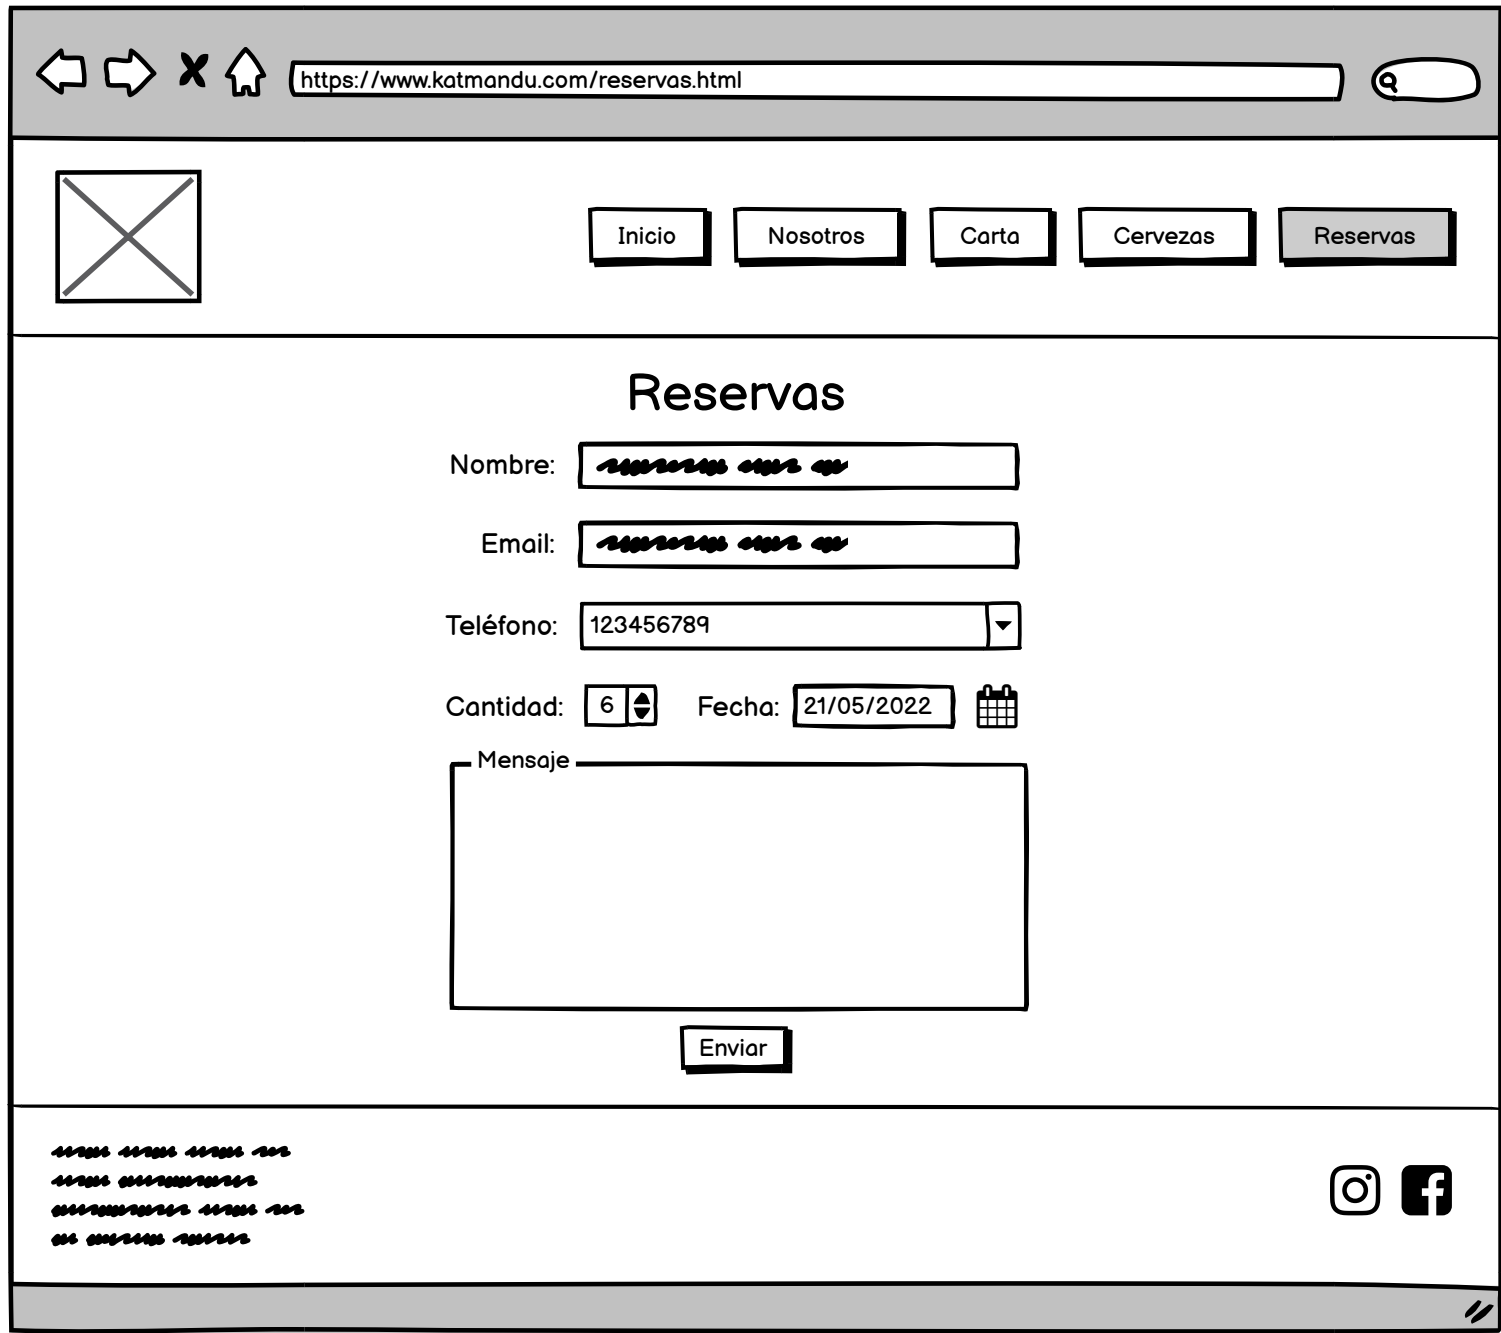 https://www.katmandu.com/reservas.html
Inicio Nosotros Carta Cervezas Reservas
Reservas
Nombre:
Email:
Teléfono: 123456789
Cantidad: 6 Fecha: 21/05/2022
Mensaje
Enviar